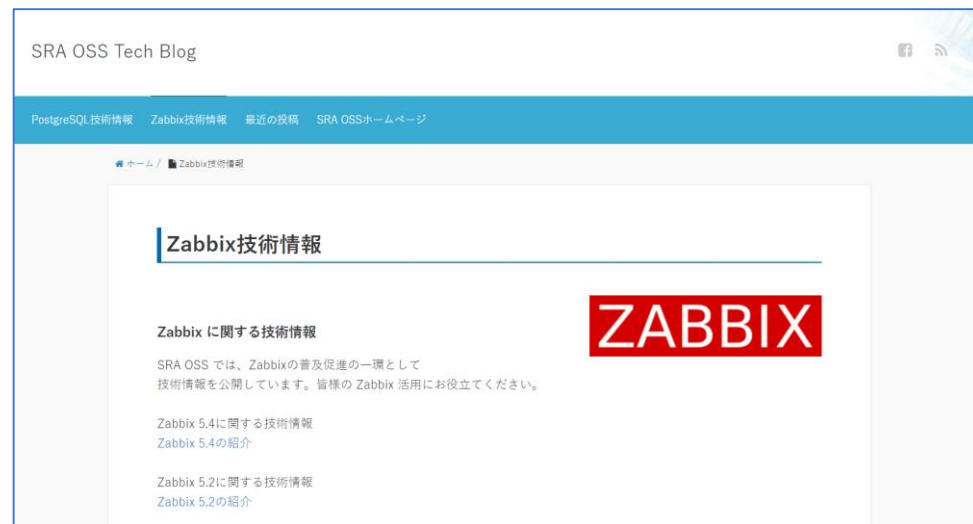 SRA OSS Tech Blog
PostgreSQL技術情報 Zabbix技術情報 最近の投稿 SRA OSSホームページ
ホーム / Zabbix技術情報
Zabbix技術情報
ZABBIX
Zabbix に関する技術情報
SRA OSS では、Zabbixの普及促進の一環として
技術情報を公開しています。皆様の Zabbix 活用にお役立てください。
Zabbix 5.4に関する技術情報
Zabbix 5.4の紹介
Zabbix 5.2に関する技術情報
Zabbix 5.2の紹介